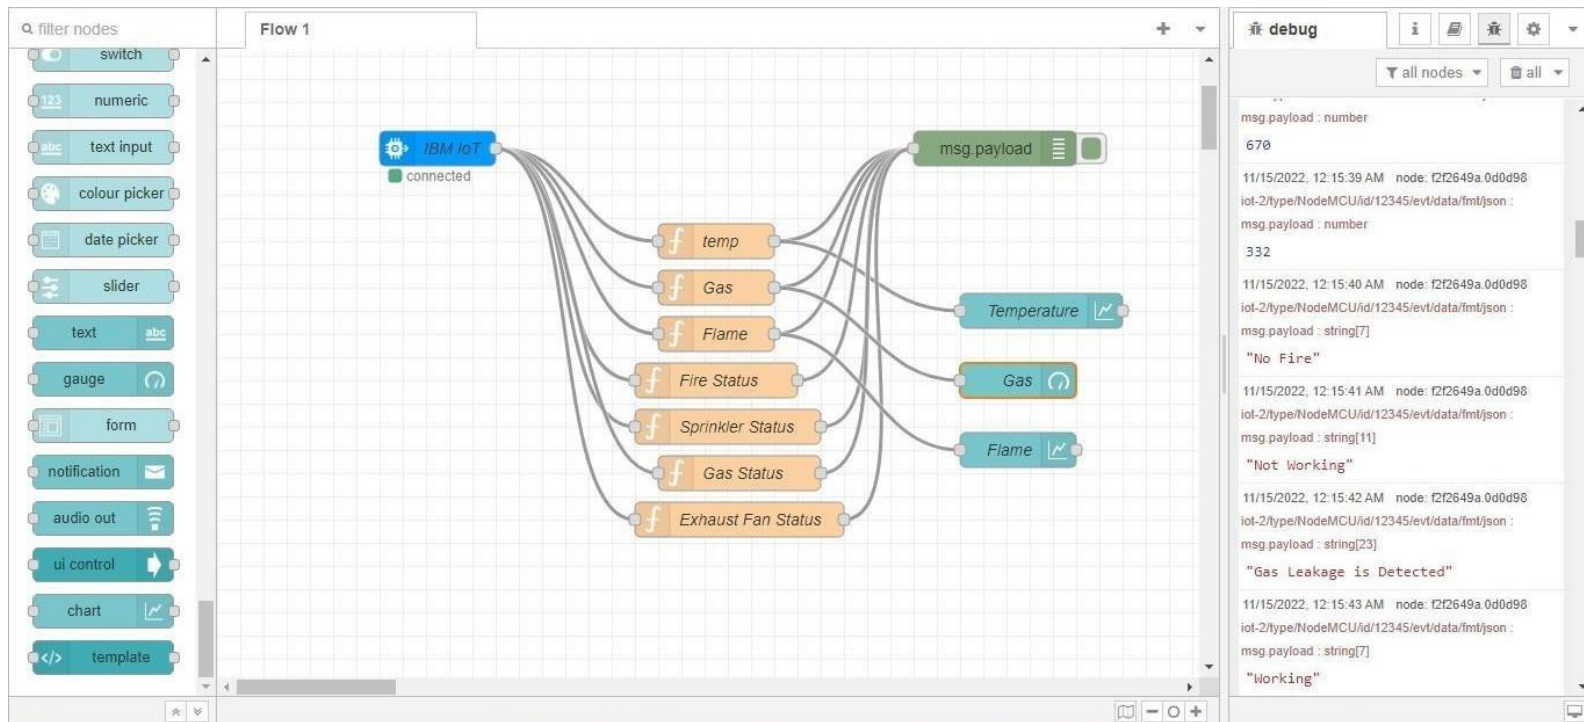 filter nodes
switch
123 numeric
abc text input
colour picker
date picker
slider
text abc
gauge
form
notification
audio out
ui control
chart
</> template
Flow 1
IBM IoT
connected
msg.payload
temp
Gas
Flame
Fire Status
Sprinkler Status
Gas Status
Exhaust Fan Status
Temperature
Gas
Flame
debug
i
all nodes
all
msg.payload : number
670
11/15/2022, 12:15:39 AM node: f2f2649a.0d0d98
iot-2/type/NodeMCU/id/12345/evt/data/fmt/json :
msg.payload : number
332
11/15/2022, 12:15:40 AM node: f2f2649a.0d0d98
iot-2/type/NodeMCU/id/12345/evt/data/fmt/json :
msg.payload : string[7]
"No Fire"
11/15/2022, 12:15:41 AM node: f2f2649a.0d0d98
iot-2/type/NodeMCU/id/12345/evt/data/fmt/json :
msg.payload : string[11]
"Not Working"
11/15/2022, 12:15:42 AM node: f2f2649a.0d0d98
iot-2/type/NodeMCU/id/12345/evt/data/fmt/json :
msg.payload : string[23]
"Gas Leakage is Detected"
11/15/2022, 12:15:43 AM node: f2f2649a.0d0d98
iot-2/type/NodeMCU/id/12345/evt/data/fmt/json :
msg.payload : string[7]
"Working"